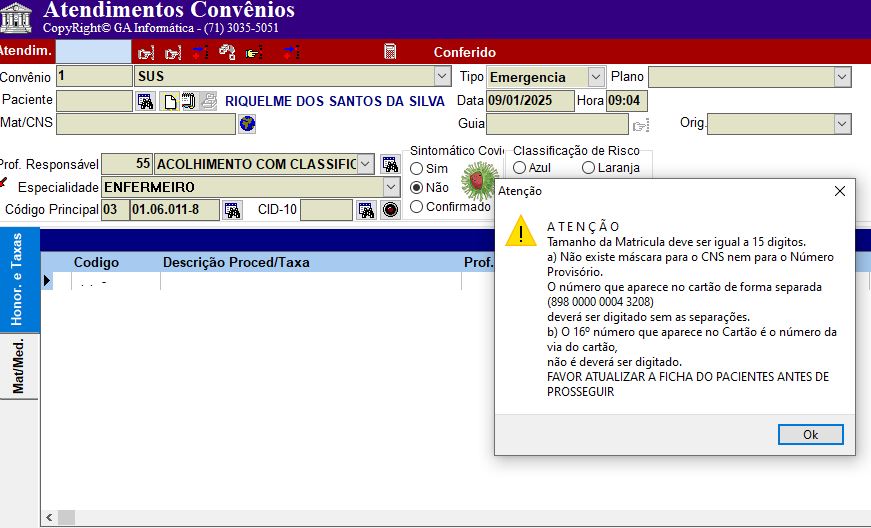 Atendimentos Convênios
CopyRight© GA Informática - (71) 3035-5051
Atendim.
Conferido
Convênio 1 SUS Tipo Emergencia Plano
Paciente RIQUELME DOS SANTOS DA SILVA Data 09/01/2025 Hora 09:04
Mat/CNS Guia Orig.
Prof. Responsável 55 ACOLHIMENTO COM CLASSIFIC
Especialidade ENFERMEIRO
Código Principal 03 01.06.011-8 CID-10
Sintomático Covi
Sim
Não
Confirmado
Classificação de Risco
Azul Laranja
Honor. e Taxas
Mat/Med.
Codigo Descrição Proced/Taxa Prof.
. . -
Atenção
A T E N Ç Ã O
Tamanho da Matricula deve ser igual a 15 digitos.
a) Não existe máscara para o CNS nem para o Número
Provisório.
O número que aparece no cartão de forma separada
(898 0000 0004 3208)
deverá ser digitado sem as separações.
b) O 16º número que aparece no Cartão é o número da
via do cartão,
não é deverá ser digitado.
FAVOR ATUALIZAR A FICHA DO PACIENTES ANTES DE
PROSSEGUIR
Ok